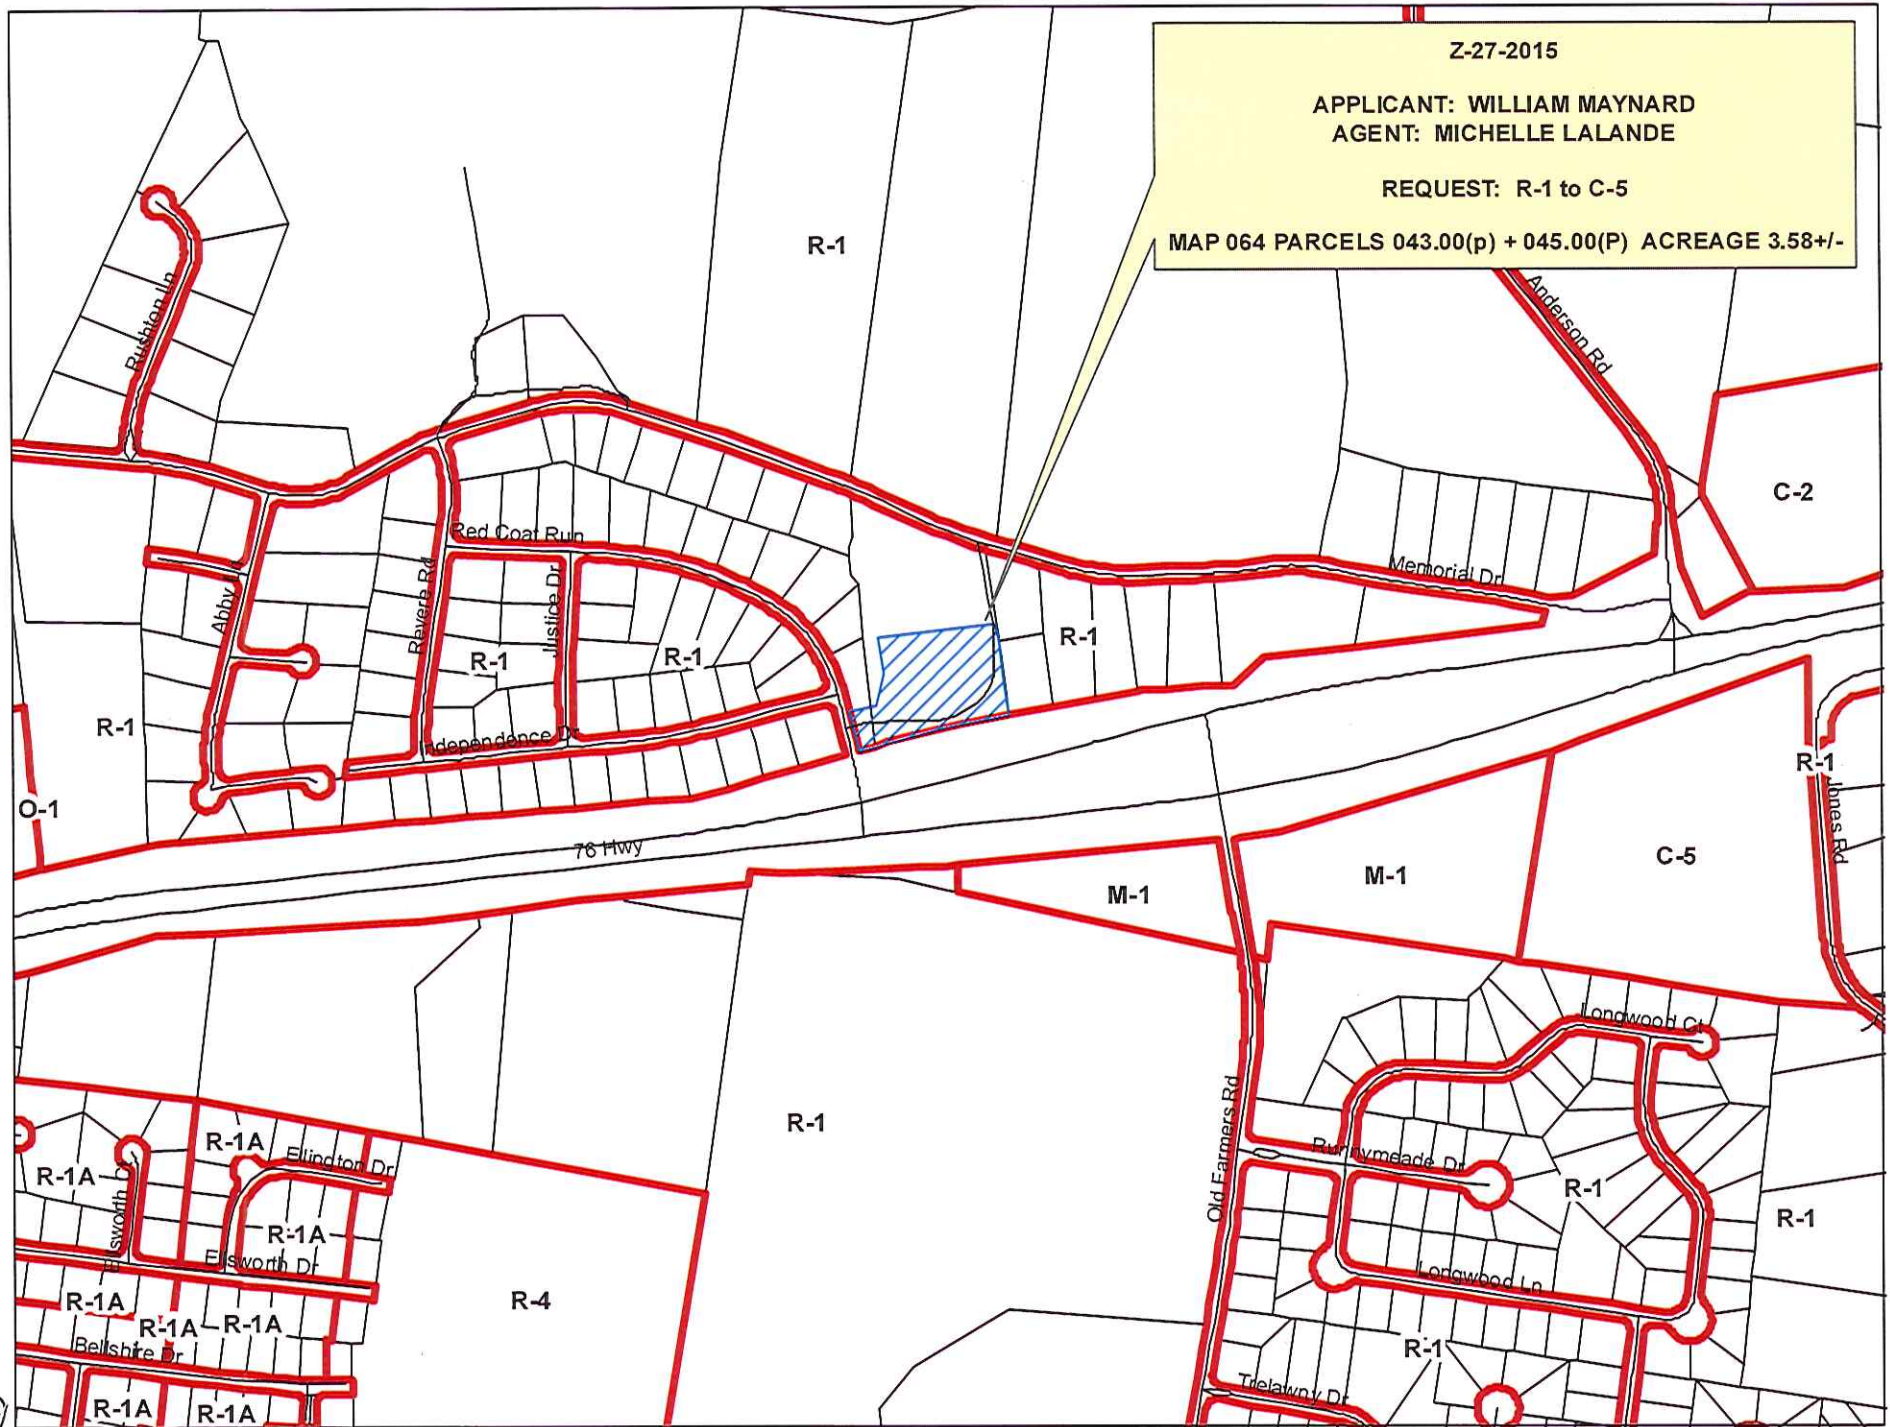 Z-27-2015
APPLICANT: WILLIAM MAYNARD
AGENT: MICHELLE LALANDE
REQUEST: R-1 to C-5
MAP 064 PARCELS 043.00(p) + 045.00(P) ACREAGE 3.58+/-
R-1
Rushton Ln
Anderson Rd
C-2
Red Coat Run
Memorial Dr
Abby Ln
Revere Rd
Justice Dr
R-1
R-1
R-1
R-1
Independence Dr
O-1
76 Hwy
R-1
Jones Rd
C-5
M-1
M-1
Longwood Ct
Old Farmers Rd
R-1
R-1A
Ellington Dr
Runnymeade Dr
R-1A
Ellsworth Ct
R-1
R-1
R-1A
Ellsworth Dr
Longwood Ln
R-4
R-1A
R-1A
R-1A
R-1
Bellshire Dr
Trelawny Dr
R-1A
R-1A